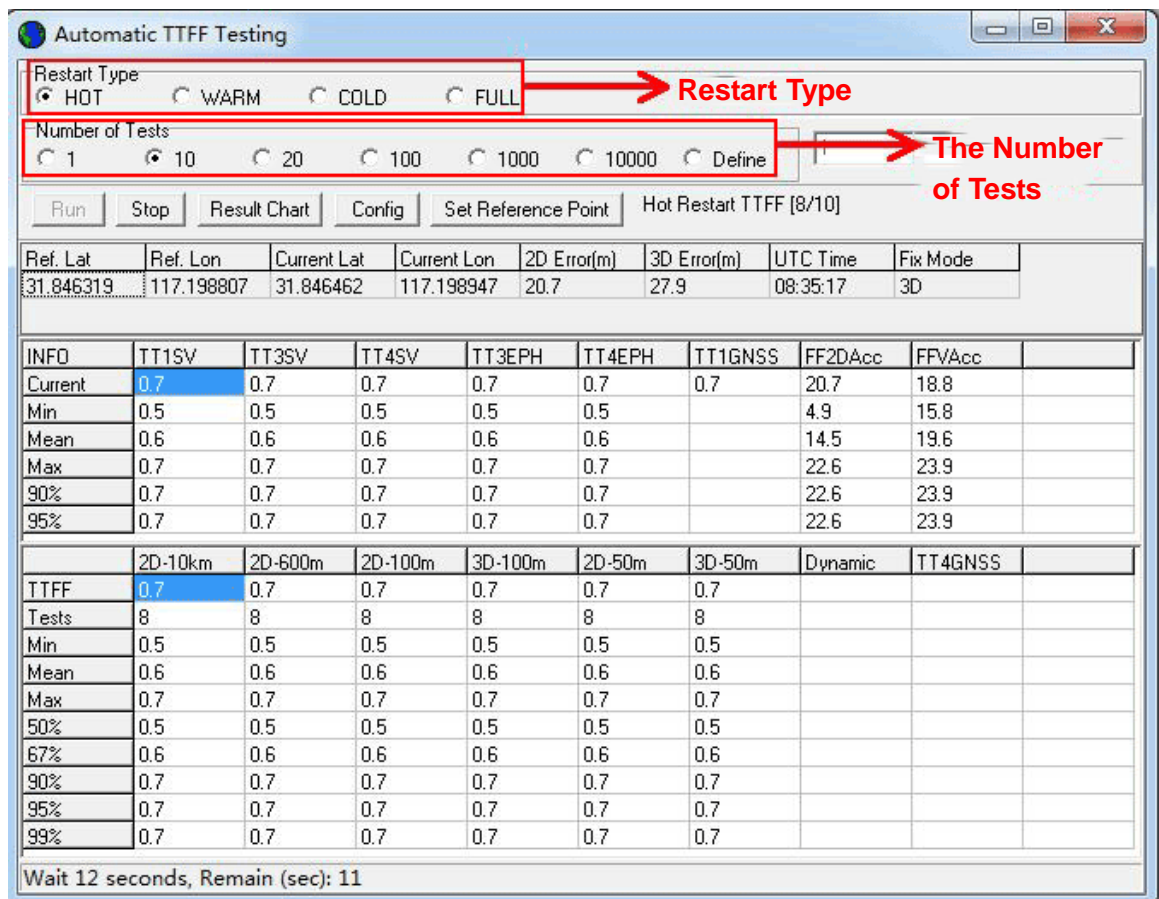 Automatic TTFF Testing
Restart Type
HOT WARM COLD FULL
Restart Type
Number of Tests
1 10 20 100 1000 10000 Define
The Number
of Tests
Run Stop Result Chart Config Set Reference Point Hot Restart TTFF [8/10]
Ref. Lat Ref. Lon Current Lat Current Lon 2D Error(m) 3D Error(m) UTC Time Fix Mode
31.846319 117.198807 31.846462 117.198947 20.7 27.9 08:35:17 3D
INFO TT1SV TT3SV TT4SV TT3EPH TT4EPH TT1GNSS FF2DAcc FFVAcc
Current 0.7 0.7 0.7 0.7 0.7 0.7 20.7 18.8
Min 0.5 0.5 0.5 0.5 0.5 4.9 15.8
Mean 0.6 0.6 0.6 0.6 0.6 14.5 19.6
Max 0.7 0.7 0.7 0.7 0.7 22.6 23.9
90% 0.7 0.7 0.7 0.7 0.7 22.6 23.9
95% 0.7 0.7 0.7 0.7 0.7 22.6 23.9
2D-10km 2D-600m 2D-100m 3D-100m 2D-50m 3D-50m Dynamic TT4GNSS
TTFF 0.7 0.7 0.7 0.7 0.7 0.7
Tests 8 8 8 8 8 8
Min 0.5 0.5 0.5 0.5 0.5 0.5
Mean 0.6 0.6 0.6 0.6 0.6 0.6
Max 0.7 0.7 0.7 0.7 0.7 0.7
50% 0.5 0.5 0.5 0.5 0.5 0.5
67% 0.6 0.6 0.6 0.6 0.6 0.6
90% 0.7 0.7 0.7 0.7 0.7 0.7
95% 0.7 0.7 0.7 0.7 0.7 0.7
99% 0.7 0.7 0.7 0.7 0.7 0.7
Wait 12 seconds, Remain (sec): 11